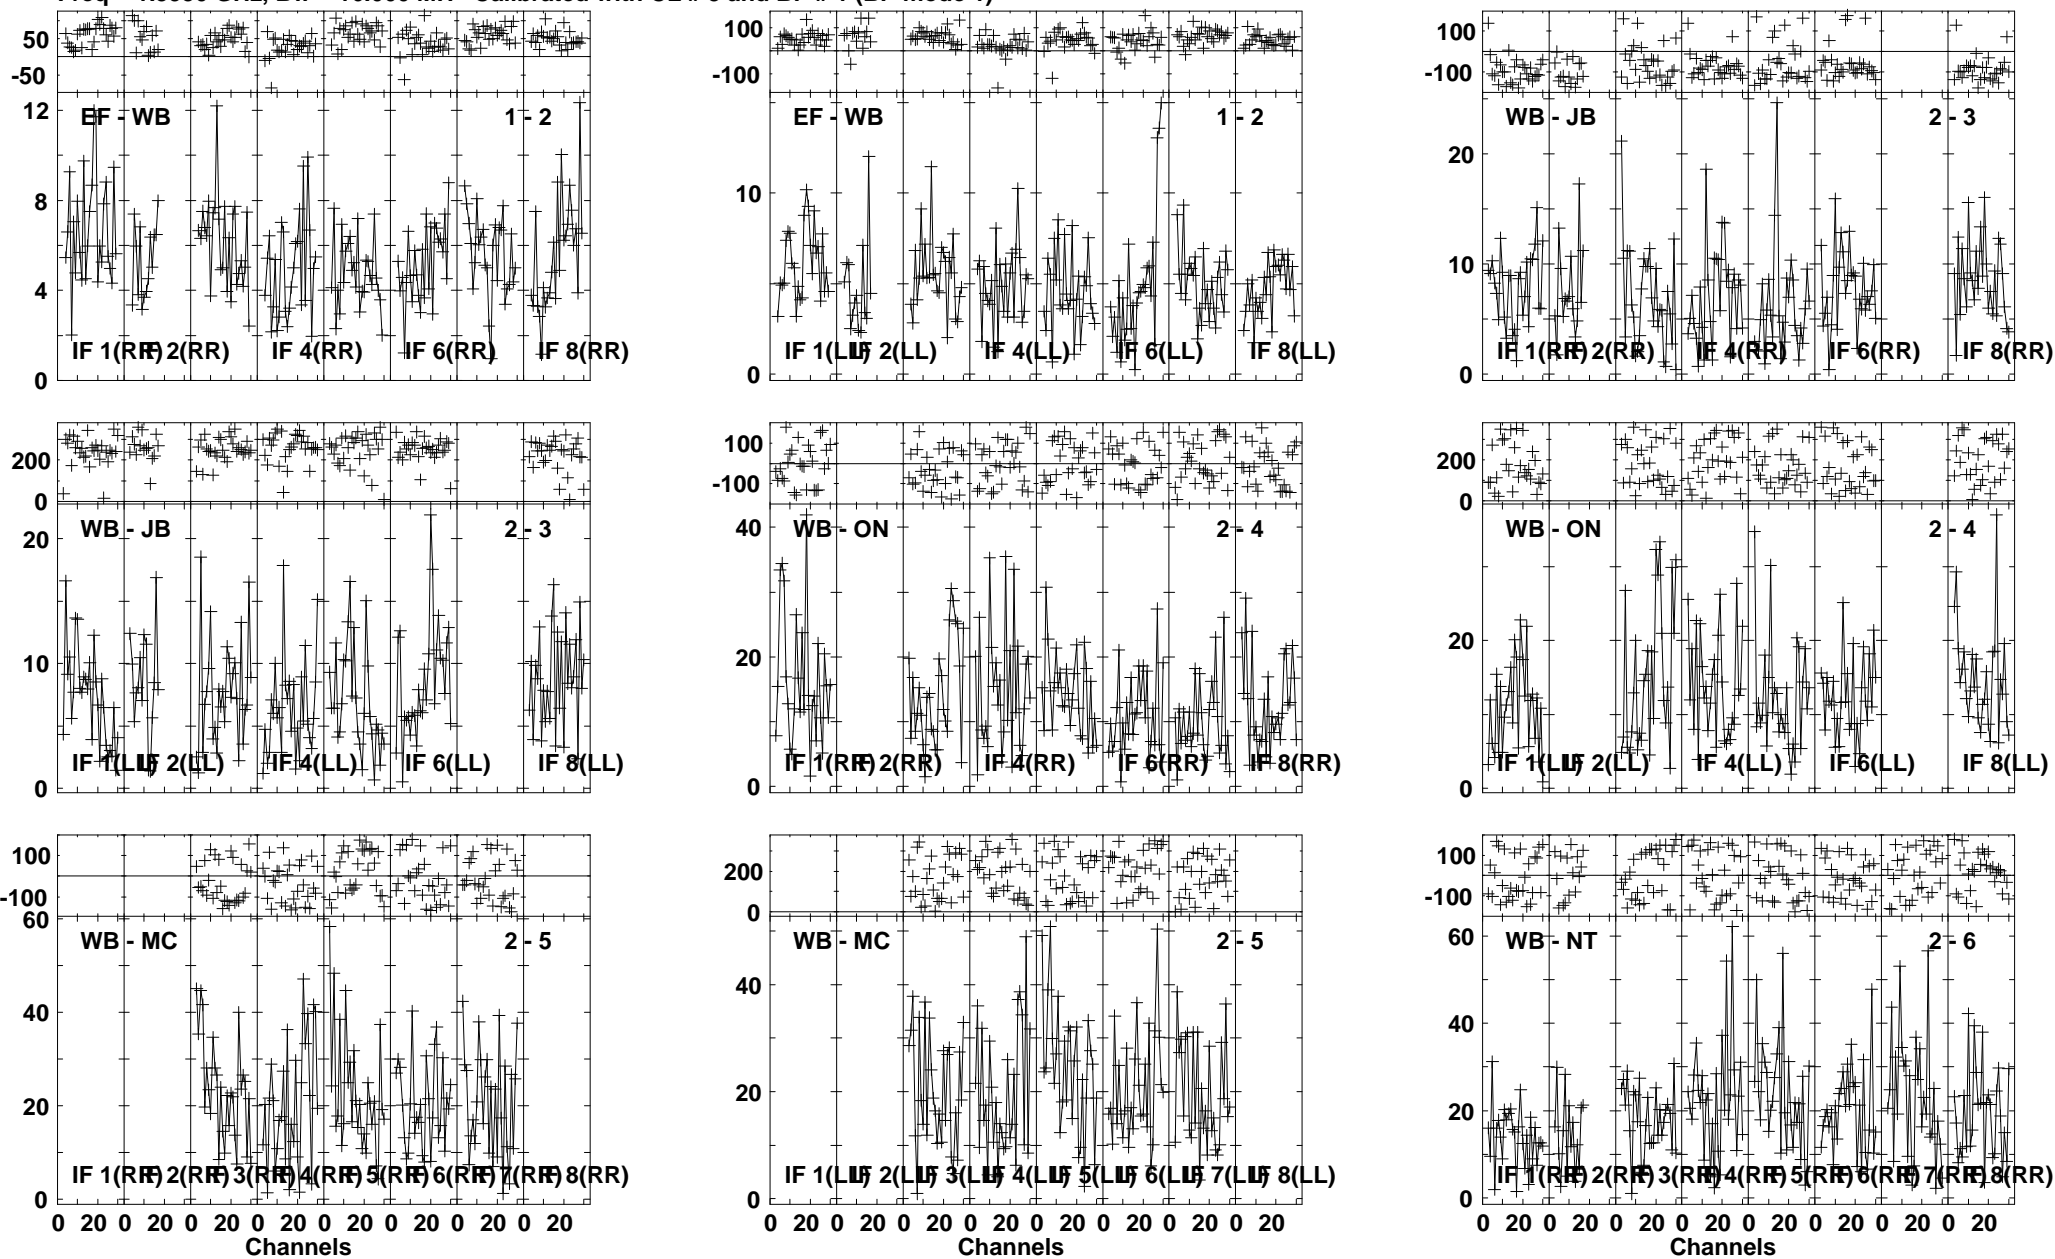 Freq GHz, Calibrated with CL # and BP # 1 (BP mode 1)
50
-50
12
8
4
0
EF - WB 1 - 2
IF 1(RR) IF 2(RR) IF 4(RR) IF 6(RR) IF 8(RR)
100
-100
10
0
EF - WB 1 - 2
IF 1(LL) IF 2(LL) IF 4(LL) IF 6(LL) IF 8(LL)
100
-100
20
10
0
WB - JB 2 - 3
IF 1(RR) IF 2(RR) IF 4(RR) IF 6(RR) IF 8(RR)
200
0
20
10
0
WB - JB 2 - 3
IF 1(LL) IF 2(LL) IF 4(LL) IF 6(LL) IF 8(LL)
100
-100
40
20
0
WB - ON 2 - 4
IF 1(RR) IF 2(RR) IF 4(RR) IF 6(RR) IF 8(RR)
200
0
20
0
WB - ON 2 - 4
IF 1(LL) IF 2(LL) IF 4(LL) IF 6(LL) IF 8(LL)
100
-100
60
40
20
0
WB - MC 2 - 5
IF 1(RR) IF 2(RR) IF 3(RR) IF 4(RR) IF 5(RR) IF 6(RR) IF 7(RR) IF 8(RR)
0 20 0 0 20 0 20 0 20 0 20 0 20 0 20
Channels
200
0
40
20
0
WB - MC 2 - 5
IF 1(LL) IF 2(LL) IF 3(LL) IF 4(LL) IF 5(LL) IF 6(LL) IF 7(LL) IF 8(LL)
0 20 0 0 20 0 20 0 20 0 20 0 20 0 20
Channels
100
-100
60
40
20
0
WB - NT 2 - 6
IF 1(RR) IF 2(RR) IF 3(RR) IF 4(RR) IF 5(RR) IF 6(RR) IF 7(RR) IF 8(RR)
0 20 0 0 20 0 20 0 20 0 20 0 20 0 20
Channels